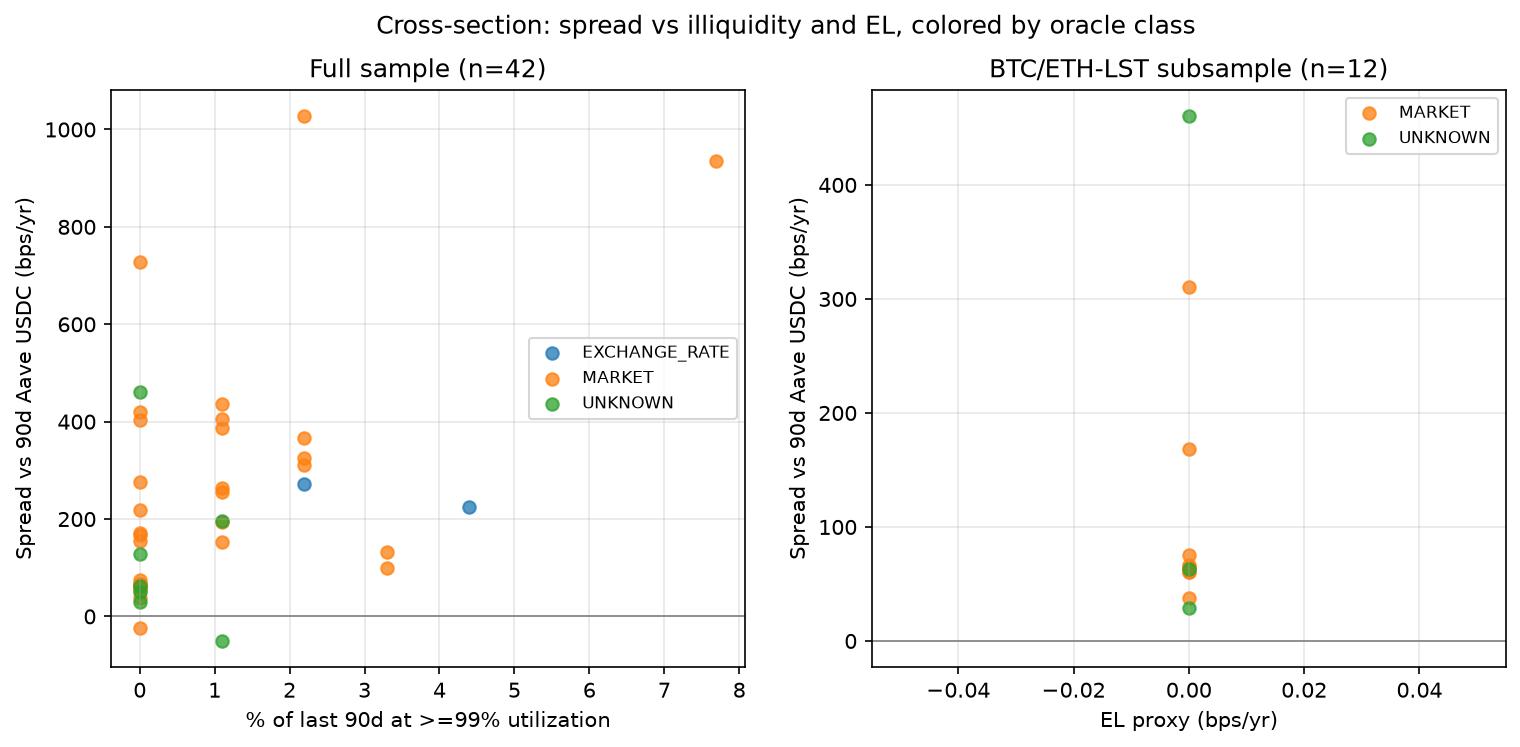 Cross-section: spread vs illiquidity and EL, colored by oracle class
Full sample (n=42)
Spread vs 90d Aave USDC (bps/yr)
1000
800
600
400
200
0
EXCHANGE_RATE
MARKET
UNKNOWN
0 1 2 3 4 5 6 7 8
% of last 90d at >=99% utilization
BTC/ETH-LST subsample (n=12)
Spread vs 90d Aave USDC (bps/yr)
400
300
200
100
0
MARKET
UNKNOWN
−0.04 −0.02 0.00 0.02 0.04
EL proxy (bps/yr)